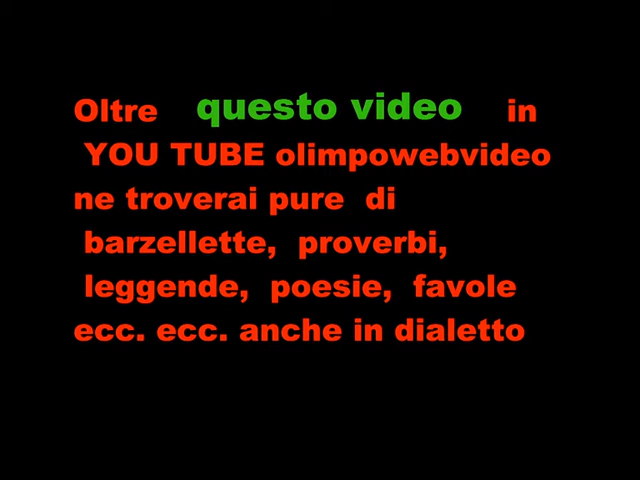 Oltre questo video in
YOU TUBE olimpowebvideo
ne troverai pure di
barzellette, proverbi,
leggende, poesie, favole
ecc. ecc. anche in dialetto